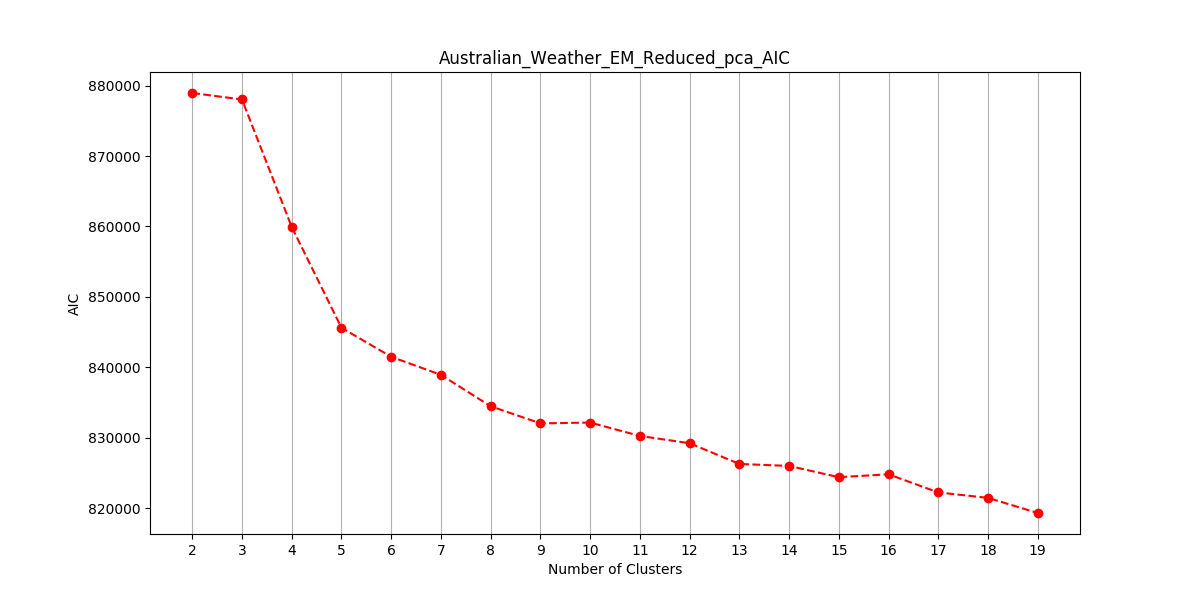 Australian_Weather_EM_Reduced_pca_AIC
880000
870000
860000
850000
840000
830000
820000
AIC
2 3 4 5 6 7 8 9 10 11 12 13 14 15 16 17 18 19
Number of Clusters